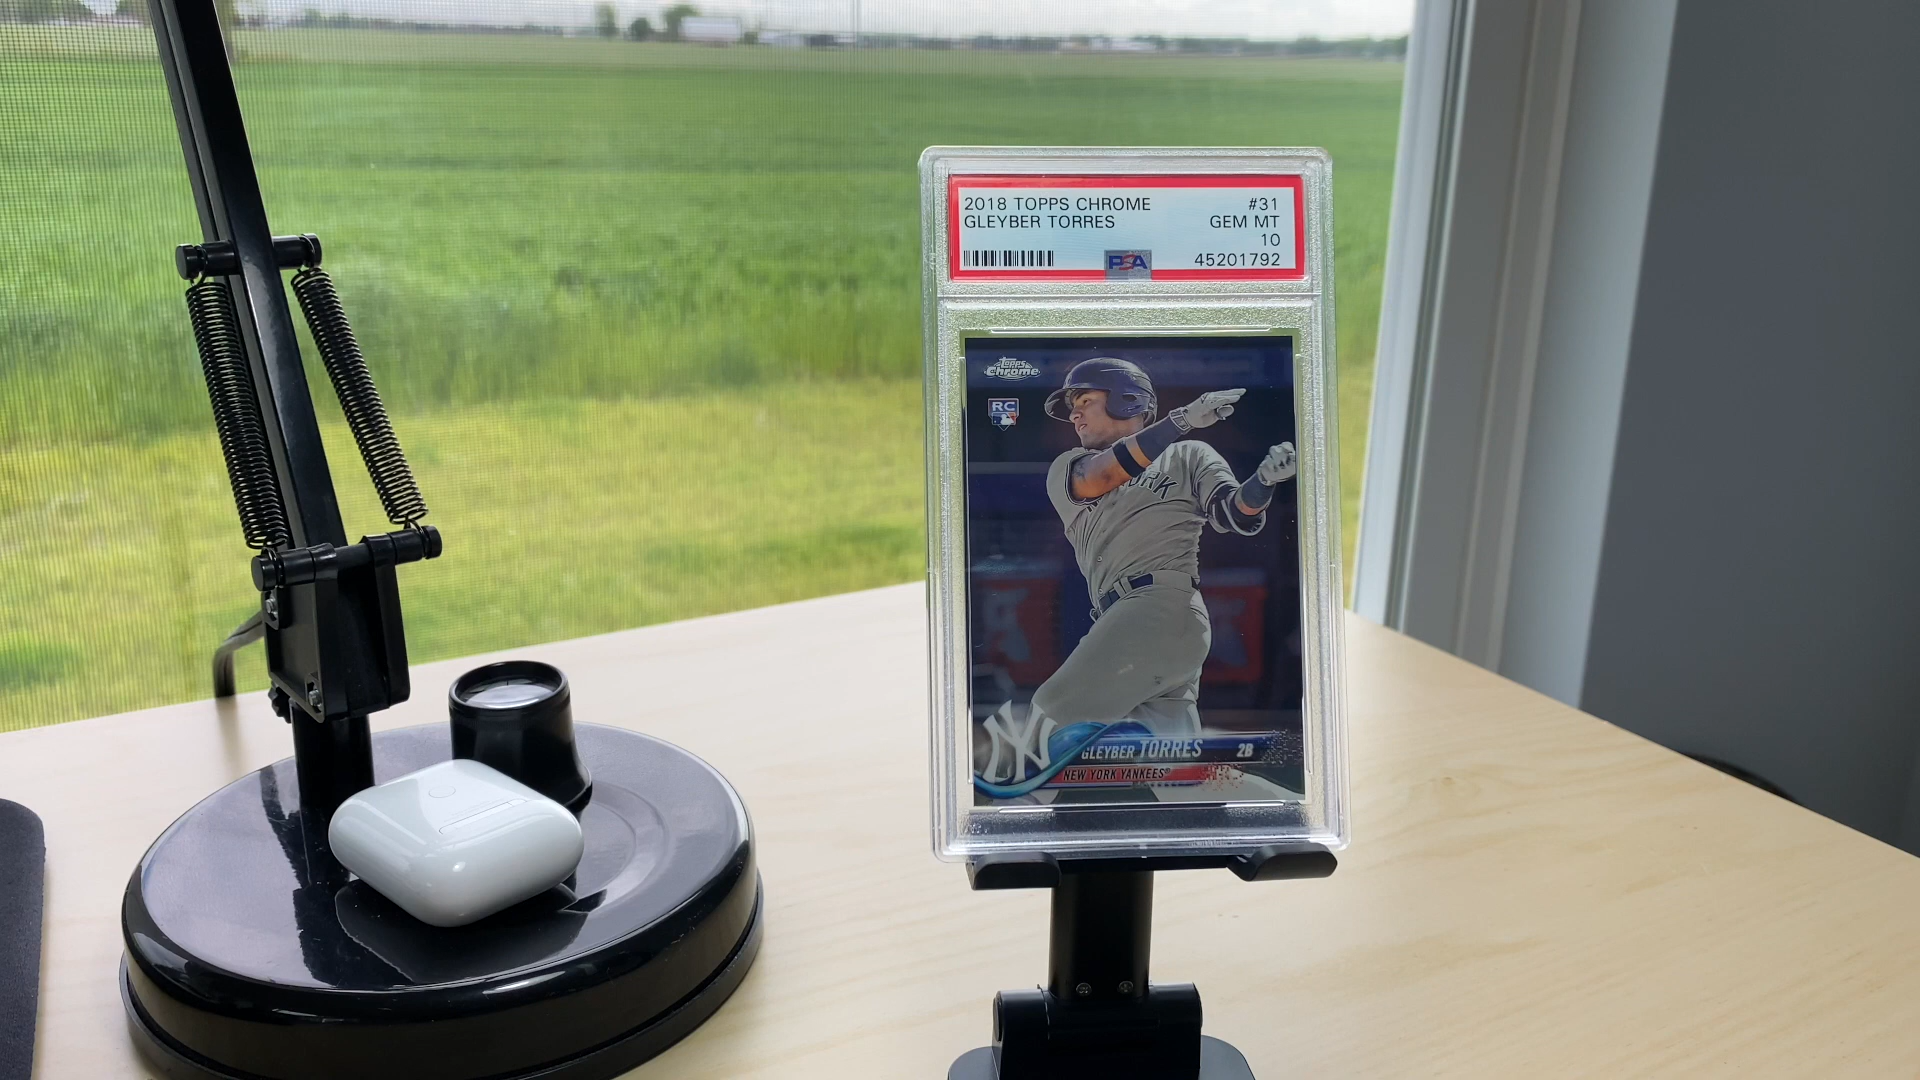 2018 TOPPS CHROME #31
GLEYBER TORRES GEM MT
10
PSA 45201792
Topps
Chrome
RC
YORK
NY
GLEYBER TORRES 2B
NEW YORK YANKEES®